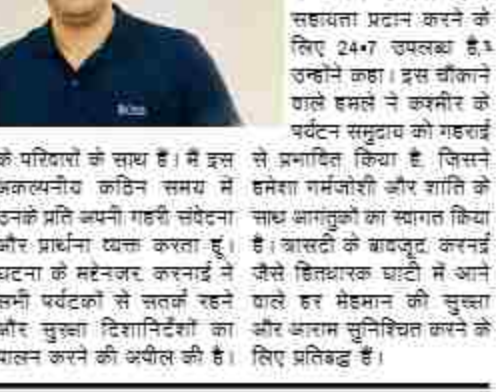 के परिवारों के साथ हैं। मैं इस
अकल्पनीय कठिन समय में
उनके प्रति अपनी गहरी संवेदना
और प्रार्थना व्यक्त करता हूं।
घटना के मद्देनजर, करनाई ने
सभी पर्यटकों से सतर्क रहने
और सुरक्षा दिशानिर्देशों का
पालन करने की अपील की है।
सहायता प्रदान करने के
लिए 24•7 उपलब्ध है,
उन्होंने कहा। इस चौंकाने
वाले हमले ने कश्मीर के
पर्यटन समुदाय को गहराई
से प्रभावित किया है, जिसने
हमेशा गर्मजोशी और शांति के
साथ आगंतुकों का स्वागत किया
है। त्रासदी के बावजूद, करनाई
जैसे हितधारक घाटी में आने
वाले हर मेहमान की सुरक्षा
और आराम सुनिश्चित करने के
लिए प्रतिबद्ध हैं।